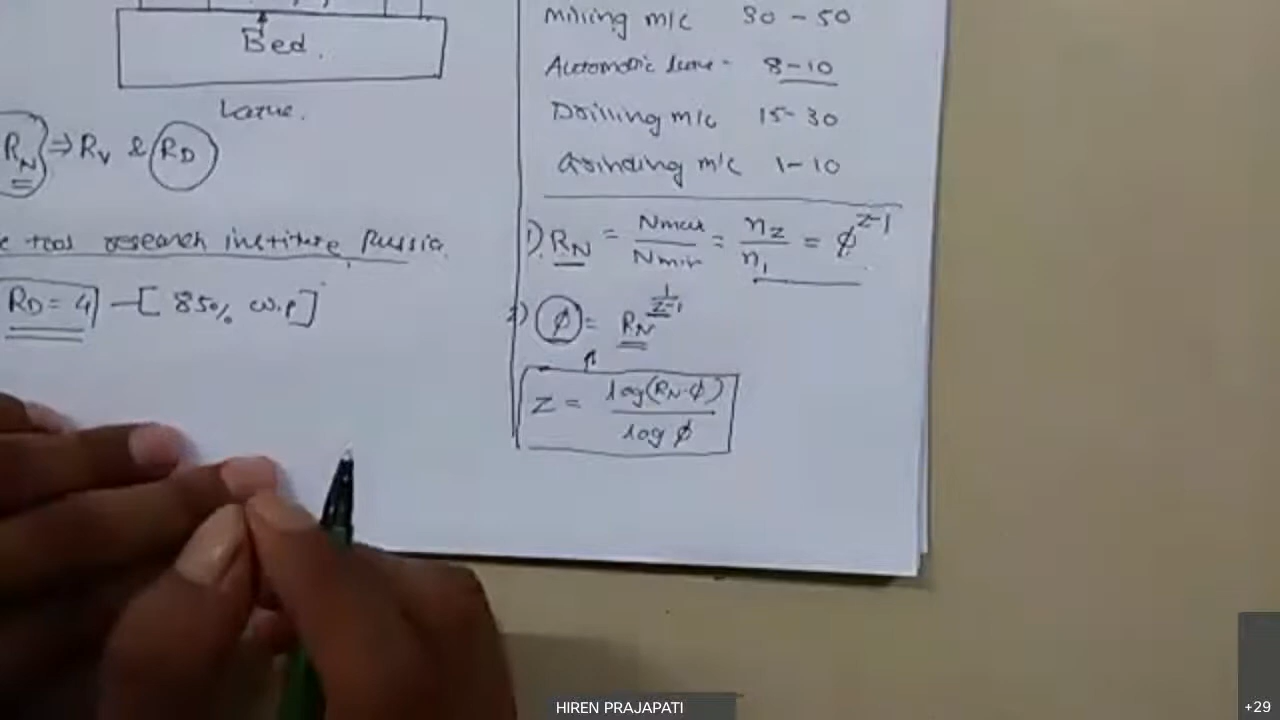 Bed.
Lathe.
RN ⇒ RV & RD
tool research institute, Russia.
RD = 4 – [85% w.p]
Milling m/c 30 – 50
Automatic lathe – 8 – 10
Drilling m/c 15 – 30
Grinding m/c 1 – 10
1) RN = Nmax/Nmin = nz/n1 = φ^(z-1)
2) φ = RN^(1/(z-1))
Z = log(RN·φ)/log φ
HIREN PRAJAPATI
+29